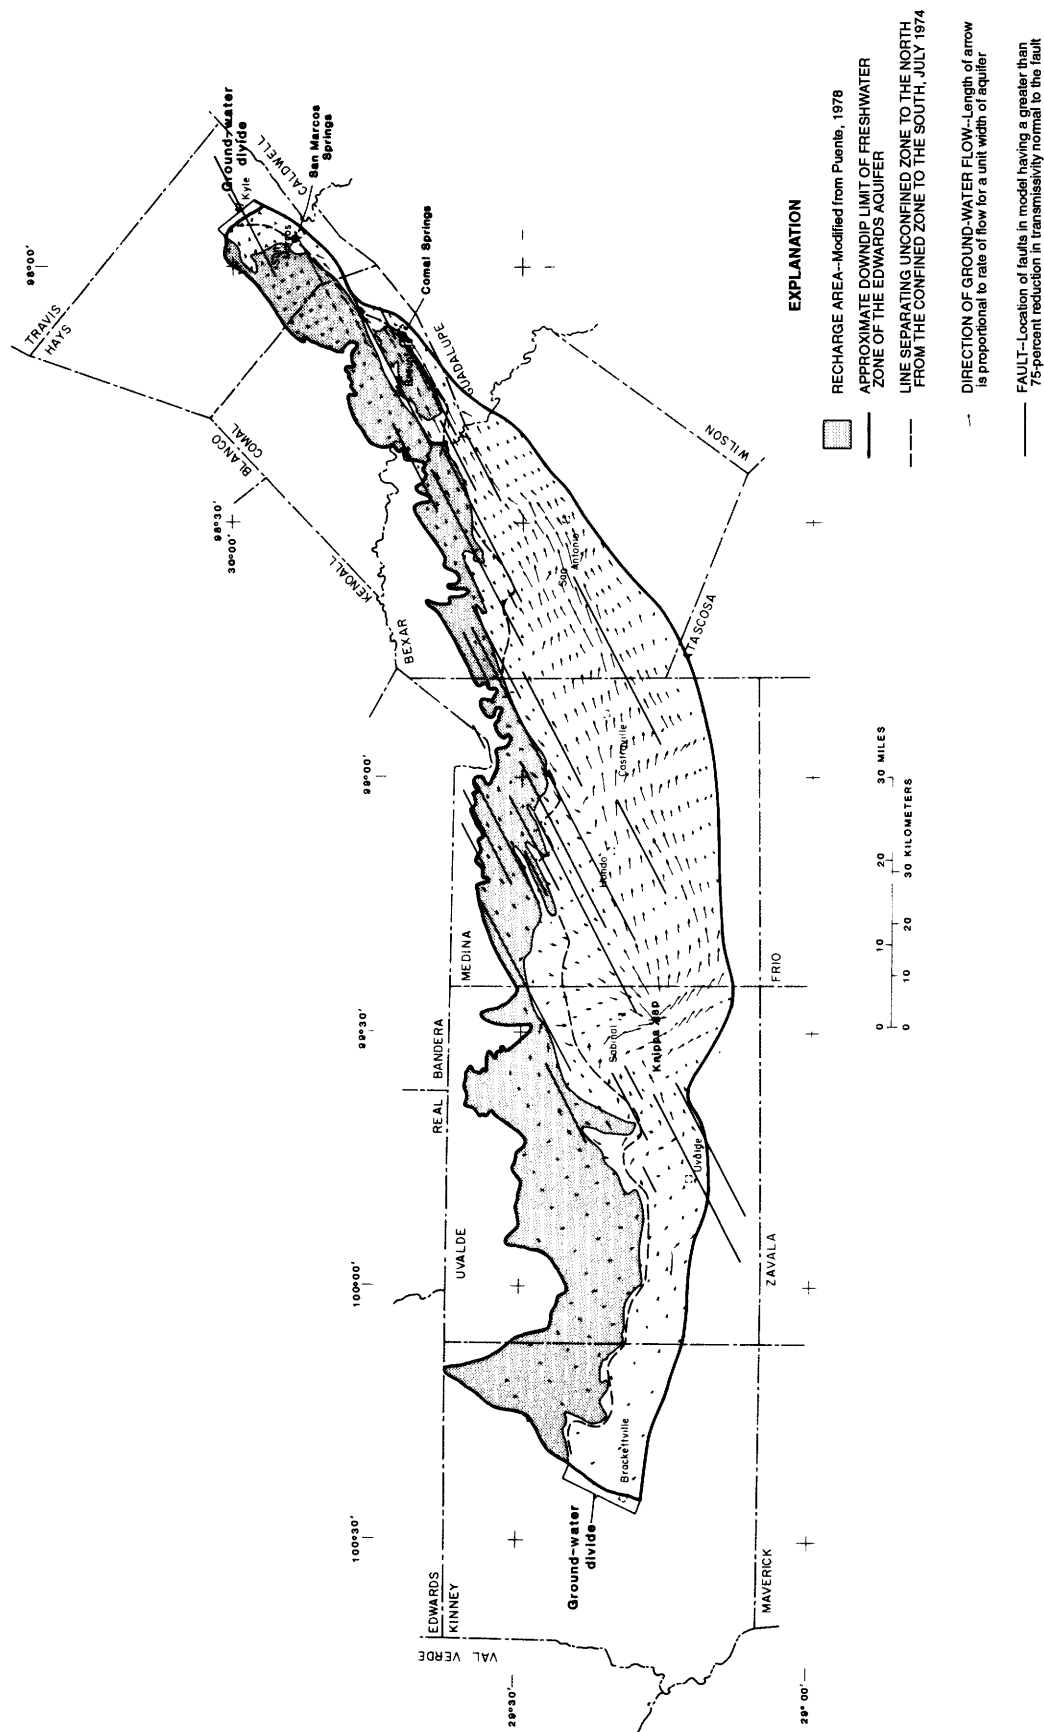 98°00′
TRAVIS
HAYS
Ground-water
divide
Kyle
CALDWELL
San Marcos
Springs
Comal Springs
GUADALUPE
BLANCO
COMAL
98°30′
30°00′
KENDALL
BEXAR
WILSON
San
Antonio
ATASCOSA
99°00′
Castroville
Hondo
MEDINA
FRIO
99°30′
BANDERA
REAL
Sabinal
Knippa gap
Uvalde
UVALDE
ZAVALA
100°00′
Brackettville
Ground-water
divide
100°30′
EDWARDS
KINNEY
MAVERICK
VAL VERDE
29°30′
29°00′
0 10 20 30 MILES
0 10 20 30 KILOMETERS
EXPLANATION
RECHARGE AREA--Modified from Puente, 1978
APPROXIMATE DOWNDIP LIMIT OF FRESHWATER
ZONE OF THE EDWARDS AQUIFER
LINE SEPARATING UNCONFINED ZONE TO THE NORTH
FROM THE CONFINED ZONE TO THE SOUTH, JULY 1974
DIRECTION OF GROUND-WATER FLOW--Length of arrow
is proportional to rate of flow for a unit width of aquifer
FAULT--Location of faults in model having a greater than
75-percent reduction in transmissivity normal to the fault